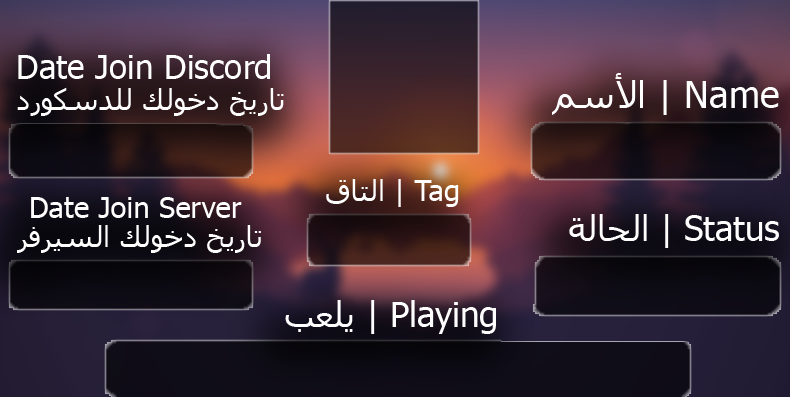 Date Join Discord
تاريخ دخولك للدسكورد
الأسم | Name
التاق | Tag
Date Join Server
تاريخ دخولك السيرفر
الحالة | Status
يلعب | Playing